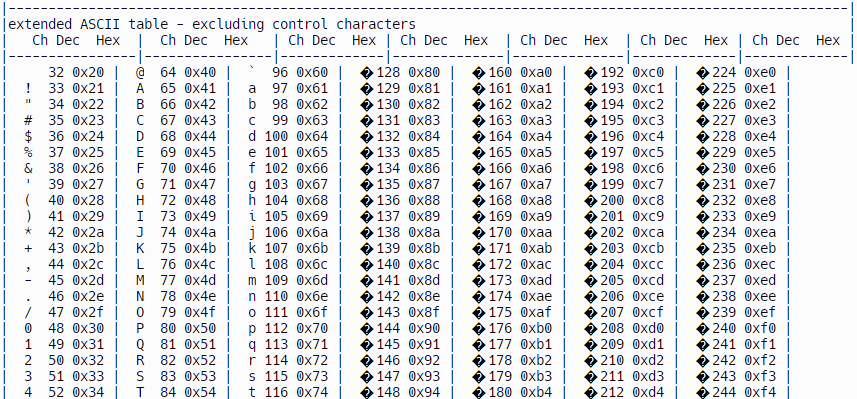 |---------------------------------------------------------------------------------------------------------|
|extended ASCII table – excluding control characters |
| Ch Dec Hex | Ch Dec Hex | Ch Dec Hex | Ch Dec Hex | Ch Dec Hex | Ch Dec Hex | Ch Dec Hex |
|----------------|----------------|--------------|--------------|--------------|-------------|-------------|
| 32 0x20 | @ 64 0x40 | ` 96 0x60 | �128 0x80 | �160 0xa0 | �192 0xc0 | �224 0xe0 |
| ! 33 0x21 | A 65 0x41 | a 97 0x61 | �129 0x81 | �161 0xa1 | �193 0xc1 | �225 0xe1 |
| " 34 0x22 | B 66 0x42 | b 98 0x62 | �130 0x82 | �162 0xa2 | �194 0xc2 | �226 0xe2 |
| # 35 0x23 | C 67 0x43 | c 99 0x63 | �131 0x83 | �163 0xa3 | �195 0xc3 | �227 0xe3 |
| $ 36 0x24 | D 68 0x44 | d 100 0x64 | �132 0x84 | �164 0xa4 | �196 0xc4 | �228 0xe4 |
| % 37 0x25 | E 69 0x45 | e 101 0x65 | �133 0x85 | �165 0xa5 | �197 0xc5 | �229 0xe5 |
| & 38 0x26 | F 70 0x46 | f 102 0x66 | �134 0x86 | �166 0xa6 | �198 0xc6 | �230 0xe6 |
| ' 39 0x27 | G 71 0x47 | g 103 0x67 | �135 0x87 | �167 0xa7 | �199 0xc7 | �231 0xe7 |
| ( 40 0x28 | H 72 0x48 | h 104 0x68 | �136 0x88 | �168 0xa8 | �200 0xc8 | �232 0xe8 |
| ) 41 0x29 | I 73 0x49 | i 105 0x69 | �137 0x89 | �169 0xa9 | �201 0xc9 | �233 0xe9 |
| * 42 0x2a | J 74 0x4a | j 106 0x6a | �138 0x8a | �170 0xaa | �202 0xca | �234 0xea |
| + 43 0x2b | K 75 0x4b | k 107 0x6b | �139 0x8b | �171 0xab | �203 0xcb | �235 0xeb |
| , 44 0x2c | L 76 0x4c | l 108 0x6c | �140 0x8c | �172 0xac | �204 0xcc | �236 0xec |
| - 45 0x2d | M 77 0x4d | m 109 0x6d | �141 0x8d | �173 0xad | �205 0xcd | �237 0xed |
| . 46 0x2e | N 78 0x4e | n 110 0x6e | �142 0x8e | �174 0xae | �206 0xce | �238 0xee |
| / 47 0x2f | O 79 0x4f | o 111 0x6f | �143 0x8f | �175 0xaf | �207 0xcf | �239 0xef |
| 0 48 0x30 | P 80 0x50 | p 112 0x70 | �144 0x90 | �176 0xb0 | �208 0xd0 | �240 0xf0 |
| 1 49 0x31 | Q 81 0x51 | q 113 0x71 | �145 0x91 | �177 0xb1 | �209 0xd1 | �241 0xf1 |
| 2 50 0x32 | R 82 0x52 | r 114 0x72 | �146 0x92 | �178 0xb2 | �210 0xd2 | �242 0xf2 |
| 3 51 0x33 | S 83 0x53 | s 115 0x73 | �147 0x93 | �179 0xb3 | �211 0xd3 | �243 0xf3 |
| 4 52 0x34 | T 84 0x54 | t 116 0x74 | �148 0x94 | �180 0xb4 | �212 0xd4 | �244 0xf4 |